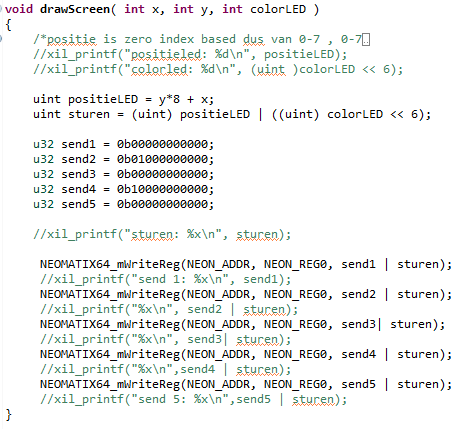 void drawScreen( int x, int y, int colorLED )
{
/*positie is zero index based dus van 0-7 , 0-7
//xil_printf("positieled: %d\n", positieLED);
//xil_printf("colorled: %d\n", (uint )colorLED << 6);
uint positieLED = y*8 + x;
uint sturen = (uint) positieLED | ((uint) colorLED << 6);
u32 send1 = 0b00000000000;
u32 send2 = 0b01000000000;
u32 send3 = 0b00000000000;
u32 send4 = 0b10000000000;
u32 send5 = 0b00000000000;
//xil_printf("sturen: %x\n", sturen);
NEOMATIX64_mWriteReg(NEON_ADDR, NEON_REG0, send1 | sturen);
//xil_printf("send 1: %x\n", send1);
NEOMATIX64_mWriteReg(NEON_ADDR, NEON_REG0, send2 | sturen);
//xil_printf("%x\n", send2 | sturen);
NEOMATIX64_mWriteReg(NEON_ADDR, NEON_REG0, send3| sturen);
//xil_printf("%x\n", send3| sturen);
NEOMATIX64_mWriteReg(NEON_ADDR, NEON_REG0, send4 | sturen);
//xil_printf("%x\n",send4 | sturen);
NEOMATIX64_mWriteReg(NEON_ADDR, NEON_REG0, send5 | sturen);
//xil_printf("send 5: %x\n",send5 | sturen);
}